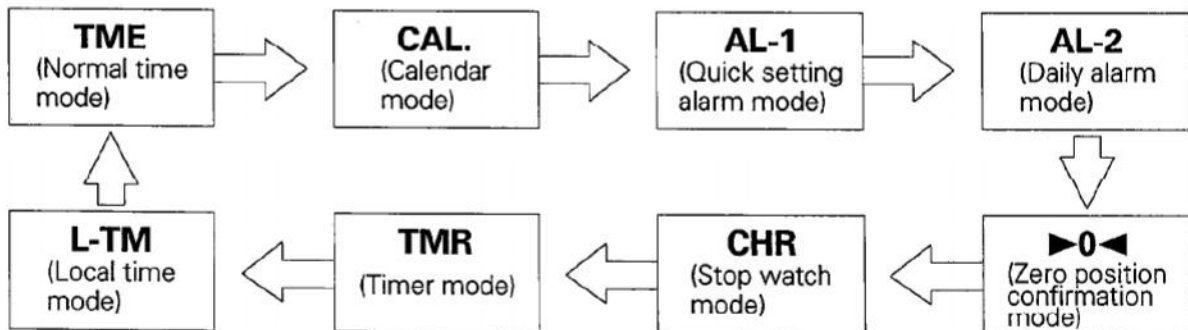 TME
(Normal time
mode)
CAL.
(Calendar
mode)
AL-1
(Quick setting
alarm mode)
AL-2
(Daily alarm
mode)
L-TM
(Local time
mode)
TMR
(Timer mode)
CHR
(Stop watch
mode)
►0◄
(Zero position
confirmation
mode)